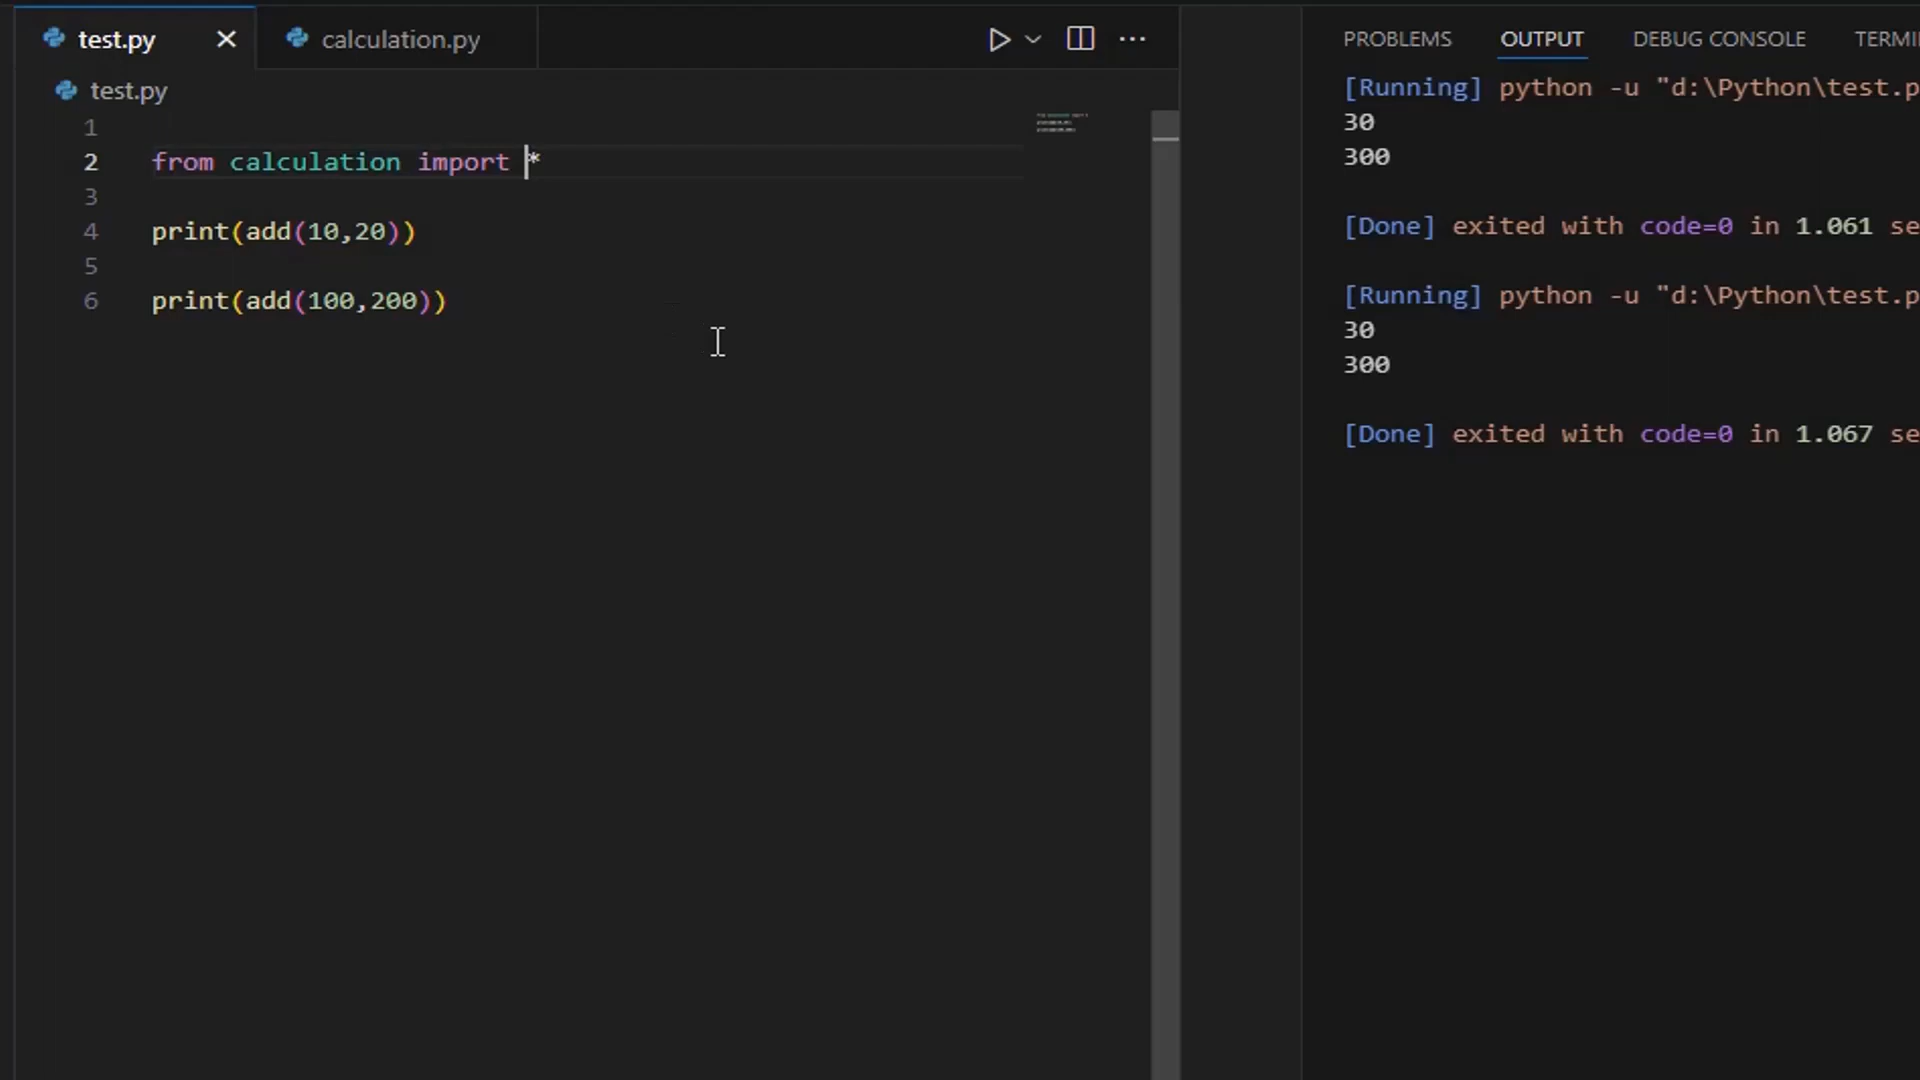 test.py
calculation.py
test.py
1
2 from calculation import *
3
4 print(add(10,20))
5
6 print(add(100,200))
PROBLEMS OUTPUT DEBUG CONSOLE TERMI
[Running] python -u "d:\Python\test.p
30
300
[Done] exited with code=0 in 1.061 se
[Running] python -u "d:\Python\test.p
30
300
[Done] exited with code=0 in 1.067 se